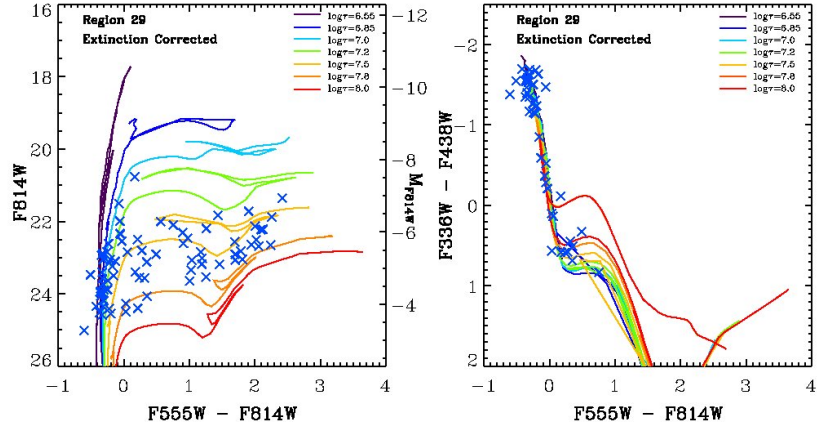 Region 29
Extinction Corrected
logτ=6.55
logτ=6.85
logτ=7.0
logτ=7.2
logτ=7.5
logτ=7.8
logτ=8.0
16
18
20
22
24
26
F814W
-12
-10
-8
-6
-4
M_F814W
-1 0 1 2 3 4
F555W - F814W
Region 29
Extinction Corrected
logτ=6.55
logτ=6.85
logτ=7.0
logτ=7.2
logτ=7.5
logτ=7.8
logτ=8.0
-2
-1
0
1
2
F336W - F438W
-1 0 1 2 3 4
F555W - F814W